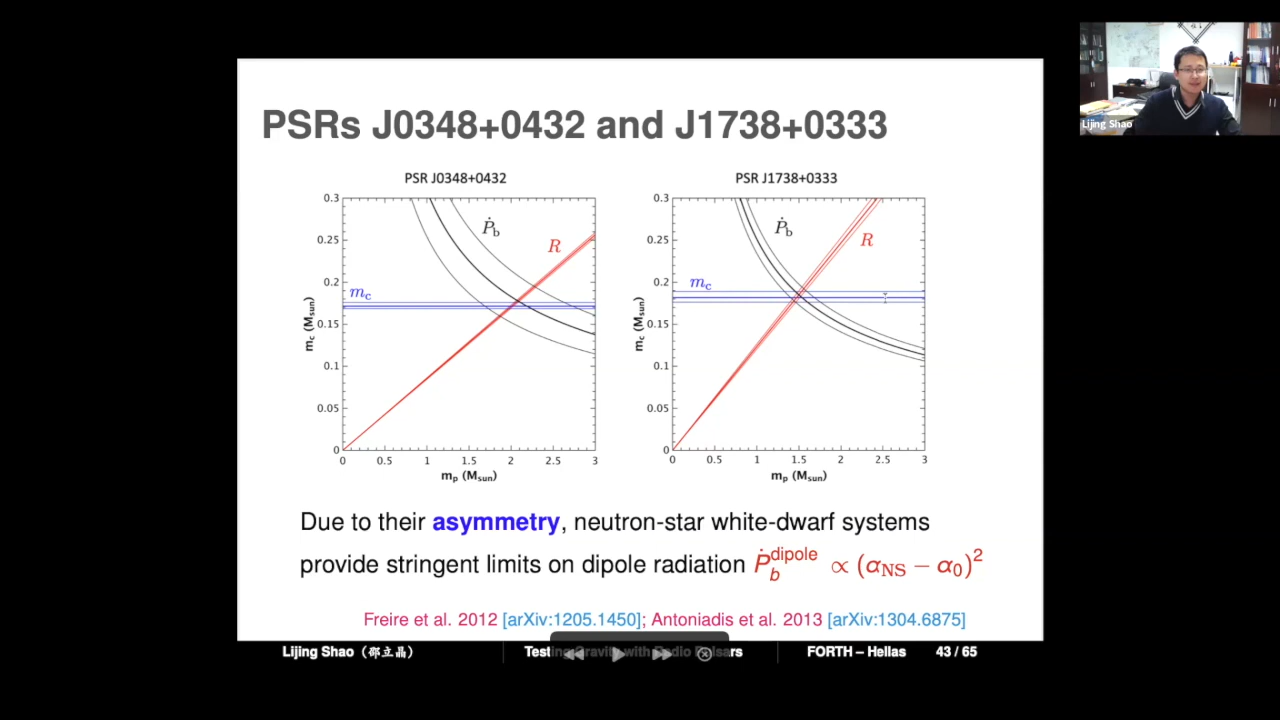 PSRs J0348+0432 and J1738+0333
Lijing Shao
PSR J0348+0432
0.3
0.25
0.2
0.15
0.1
0.05
0
0 0.5 1 1.5 2 2.5 3
m_c (M_sun)
m_p (M_sun)
Ṗ_b
R
m_c
PSR J1738+0333
0.3
0.25
0.2
0.15
0.1
0.05
0
0 0.5 1 1.5 2 2.5 3
m_c (M_sun)
m_p (M_sun)
Ṗ_b
R
m_c
Due to their asymmetry, neutron-star white-dwarf systems
provide stringent limits on dipole radiation Ṗ_b^dipole ∝ (α_NS − α_0)^2
Freire et al. 2012 [arXiv:1205.1450]; Antoniadis et al. 2013 [arXiv:1304.6875]
Lijing Shao (邵立晶) Testing Gravity with Radio Pulsars FORTH – Hellas 43 / 65